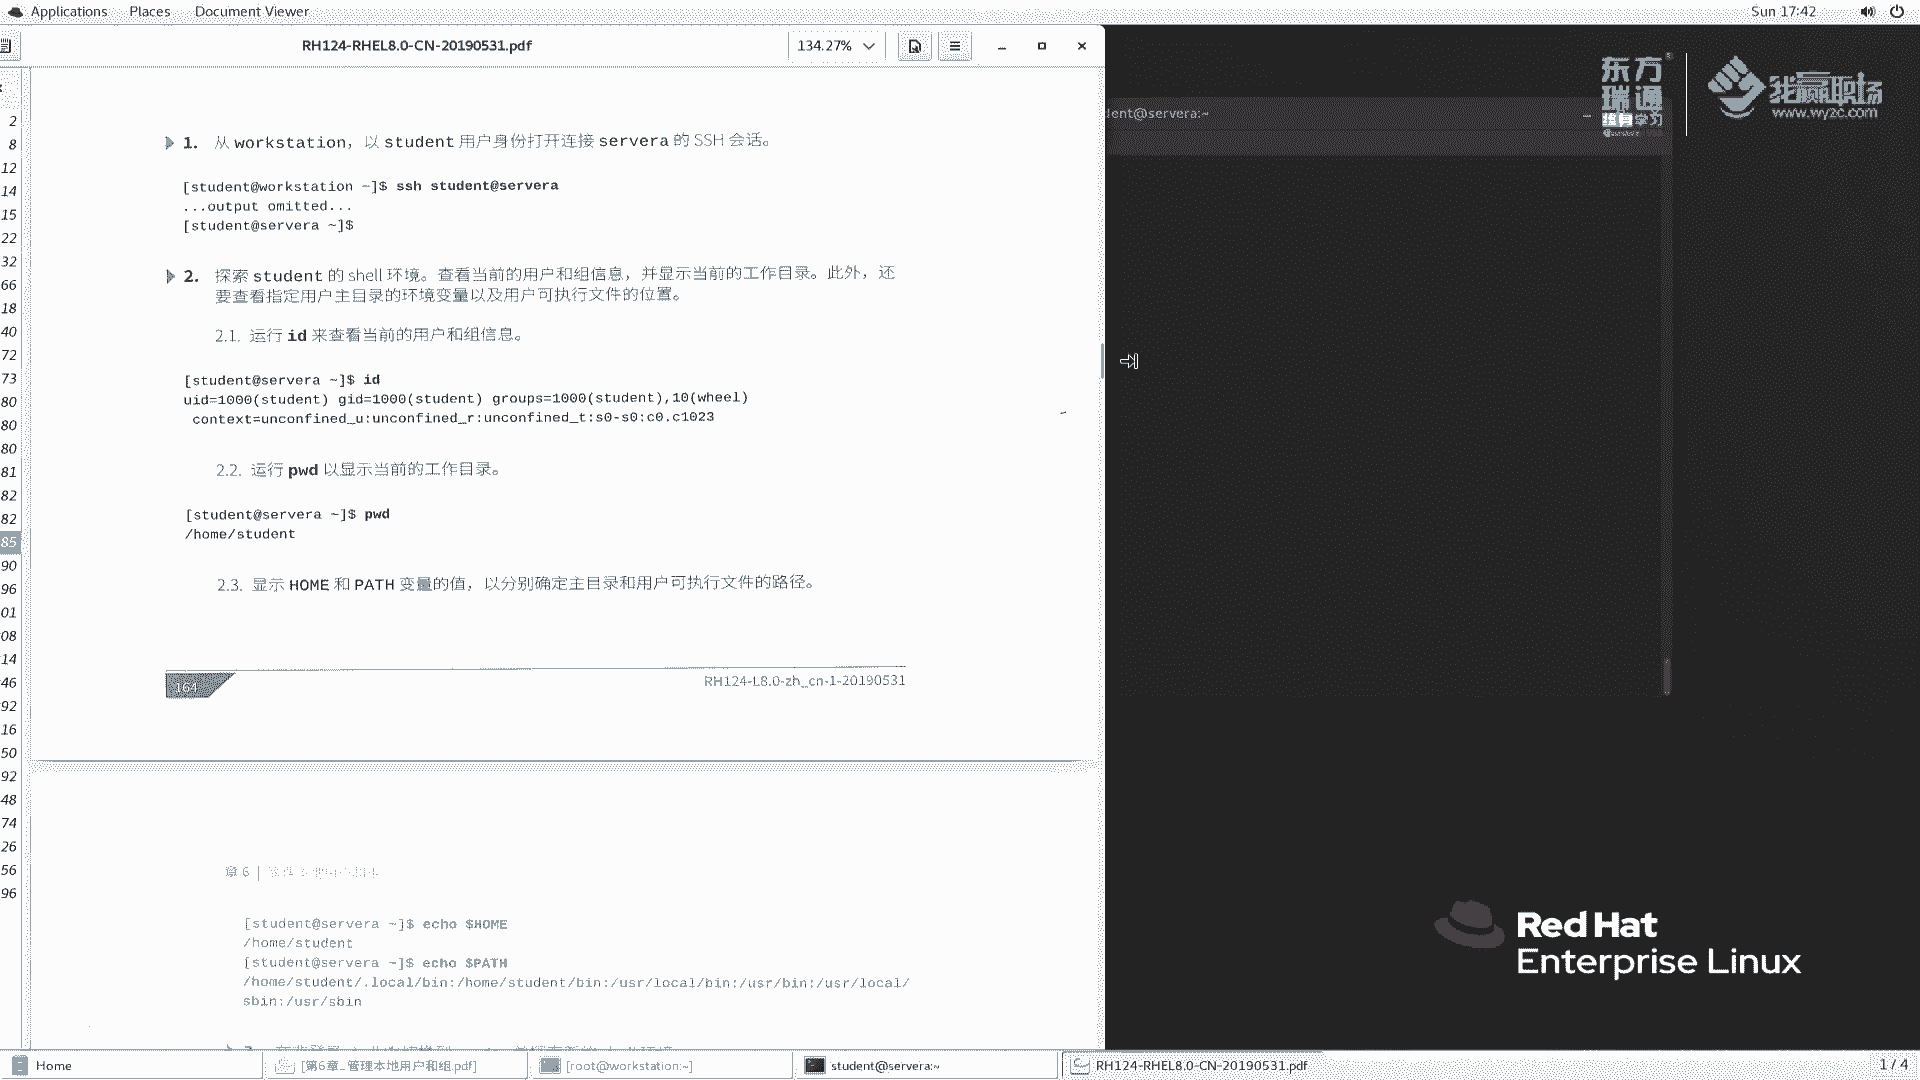 Applications Places Document Viewer Sun 17:42
RH124-RHEL8.0-CN-20190531.pdf 134.27%
东方瑞通 终身学习
我赢职场 www.wyzc.com
dent@servera:~
2
8
12
14
15
22
32
66
18
40
72
73
80
80
80
81
82
82
85
90
96
01
08
14
46
92
16
50
92
48
74
26
56
96
1. 从 workstation，以 student 用户身份打开连接 servera 的 SSH 会话。
[student@workstation ~]$ ssh student@servera
...output omitted...
[student@servera ~]$
2. 探索 student 的 shell 环境。查看当前的用户和组信息，并显示当前的工作目录。此外，还
要查看指定用户主目录的环境变量以及用户可执行文件的位置。
2.1. 运行 id 来查看当前的用户和组信息。
[student@servera ~]$ id
uid=1000(student) gid=1000(student) groups=1000(student),10(wheel)
context=unconfined_u:unconfined_r:unconfined_t:s0-s0:c0.c1023
2.2. 运行 pwd 以显示当前的工作目录。
[student@servera ~]$ pwd
/home/student
2.3. 显示 HOME 和 PATH 变量的值，以分别确定主目录和用户可执行文件的路径。
164 RH124-L8.0-zh_cn-1-20190531
章 6 |
[student@servera ~]$ echo $HOME
/home/student
[student@servera ~]$ echo $PATH
/home/student/.local/bin:/home/student/bin:/usr/local/bin:/usr/bin:/usr/local/
sbin:/usr/sbin
Red Hat
Enterprise Linux
Home [第6章_管理本地用户和组.pdf] [root@workstation:~] student@servera:~ RH124-RHEL8.0-CN-20190531.pdf 1 / 4